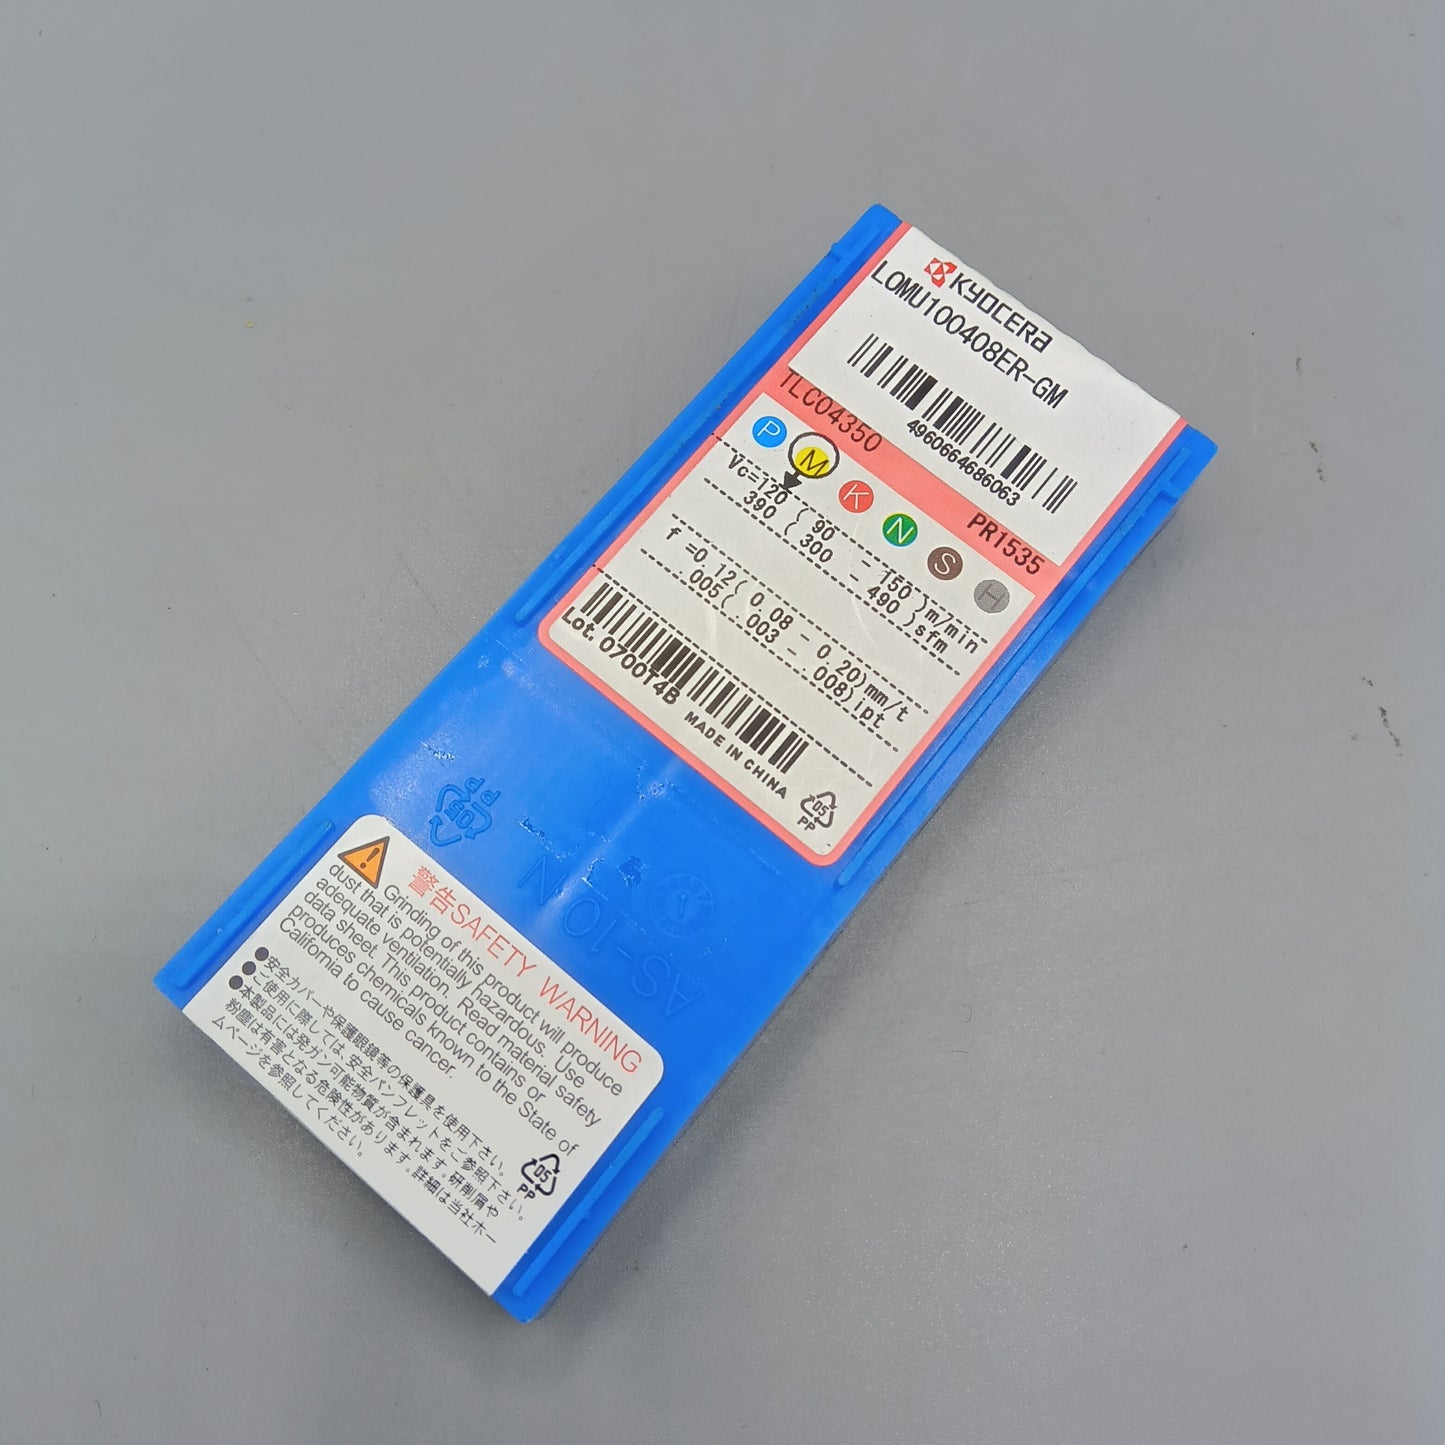 KYOCERA
LOMU100408ER-GM
4960664686063
TLC04350 PR1535
P M K N S H
Vc=120 ( 90 - 150)m/min
390 ( 300 - 490)sfm
f =0.12( 0.08 - 0.20)mm/t
.005( .003 - .008)ipt
Lot. 0700T4B
MADE IN CHINA
05
PP
05
PP
1
AS-10 N
警告SAFETY WARNING
Grinding of this product will produce
dust that is potentially hazardous. Use
adequate ventilation. Read material safety
data sheet. This product contains or
produces chemicals known to the State of
California to cause cancer.
●安全カバーや保護眼鏡等の保護具を使用下さい。
●ご使用に際しては、安全パンフレットをご参照下さい。
●本製品には発ガン可能物質が含まれます。研削屑や
粉塵は有害となる危険性があります。詳細は当社ホー
ムページを参照してください。
05
PP